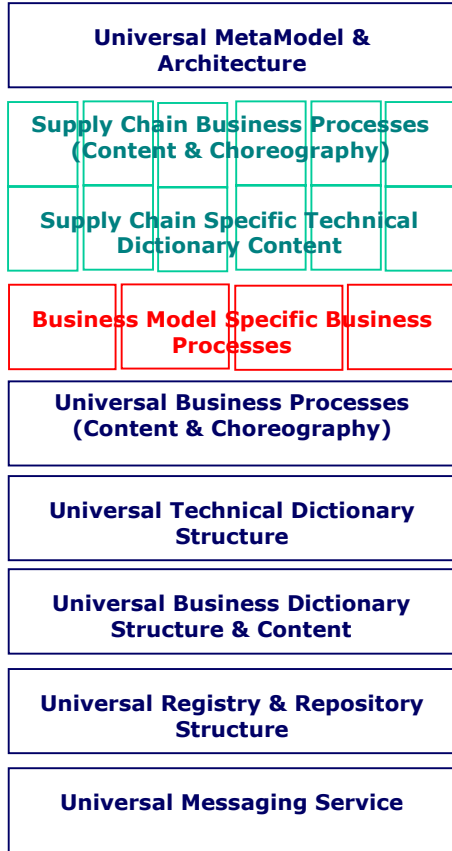 Universal MetaModel &
Architecture
Supply Chain Business Processes
(Content & Choreography)
Supply Chain Specific Technical
Dictionary Content
Business Model Specific Business
Processes
Universal Business Processes
(Content & Choreography)
Universal Technical Dictionary
Structure
Universal Business Dictionary
Structure & Content
Universal Registry & Repository
Structure
Universal Messaging Service